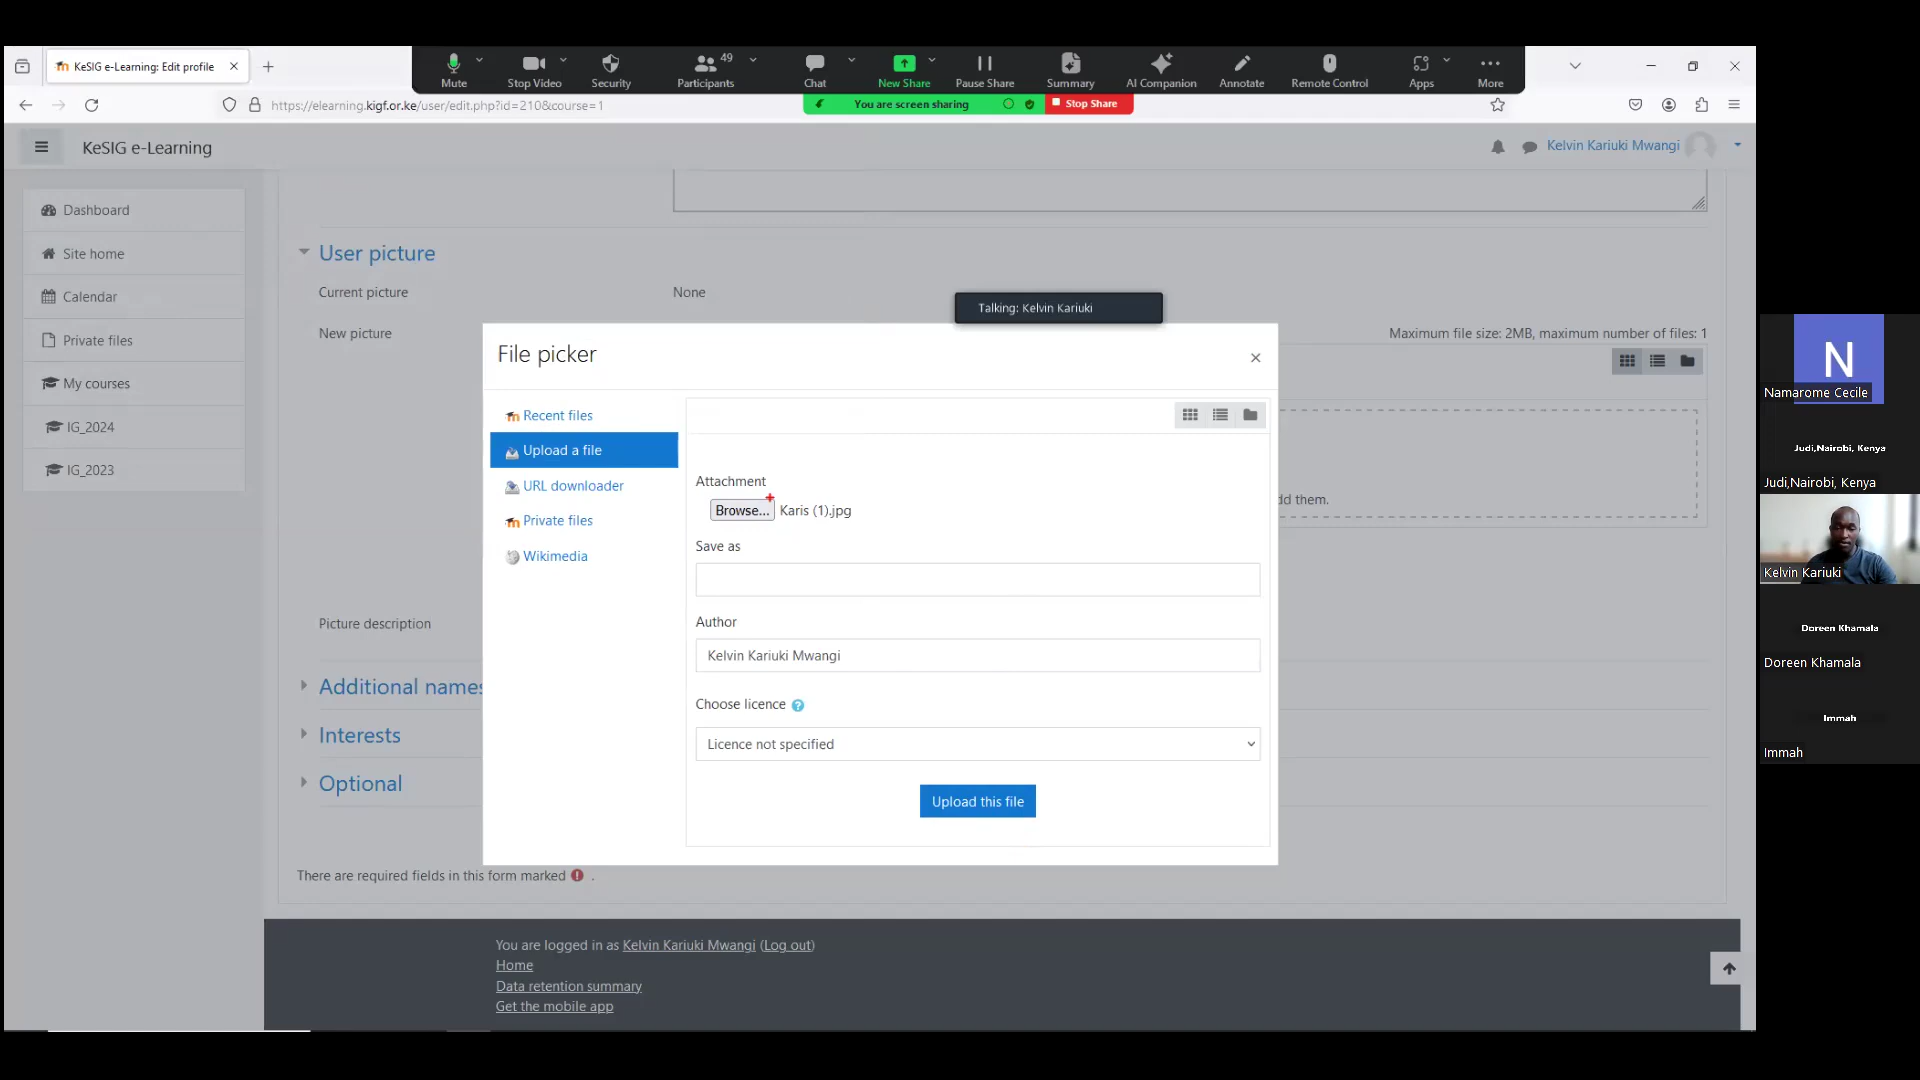 KeSIG e-Learning: Edit profile
Mute
Stop Video
Security
49
Participants
Chat
New Share
Pause Share
Summary
AI Companion
Annotate
Remote Control
Apps
More
https://elearning.kigf.or.ke/user/edit.php?id=210&course=1
You are screen sharing
Stop Share
KeSIG e-Learning
Kelvin Kariuki Mwangi
Dashboard
Site home
Calendar
Private files
My courses
IG_2024
IG_2023
User picture
Current picture
None
Talking: Kelvin Kariuki
New picture
Maximum file size: 2MB, maximum number of files: 1
File picker
Recent files
Upload a file
URL downloader
Private files
Wikimedia
Attachment
Browse...
Karis (1).jpg
Save as
Author
Kelvin Kariuki Mwangi
Choose licence
Licence not specified
Upload this file
dd them.
Picture description
Additional names
Interests
Optional
There are required fields in this form marked .
You are logged in as Kelvin Kariuki Mwangi (Log out)
Home
Data retention summary
Get the mobile app
N
Namarome Cecile
Judi,Nairobi, Kenya
Judi,Nairobi, Kenya
Kelvin Kariuki
Doreen Khamala
Doreen Khamala
Immah
Immah